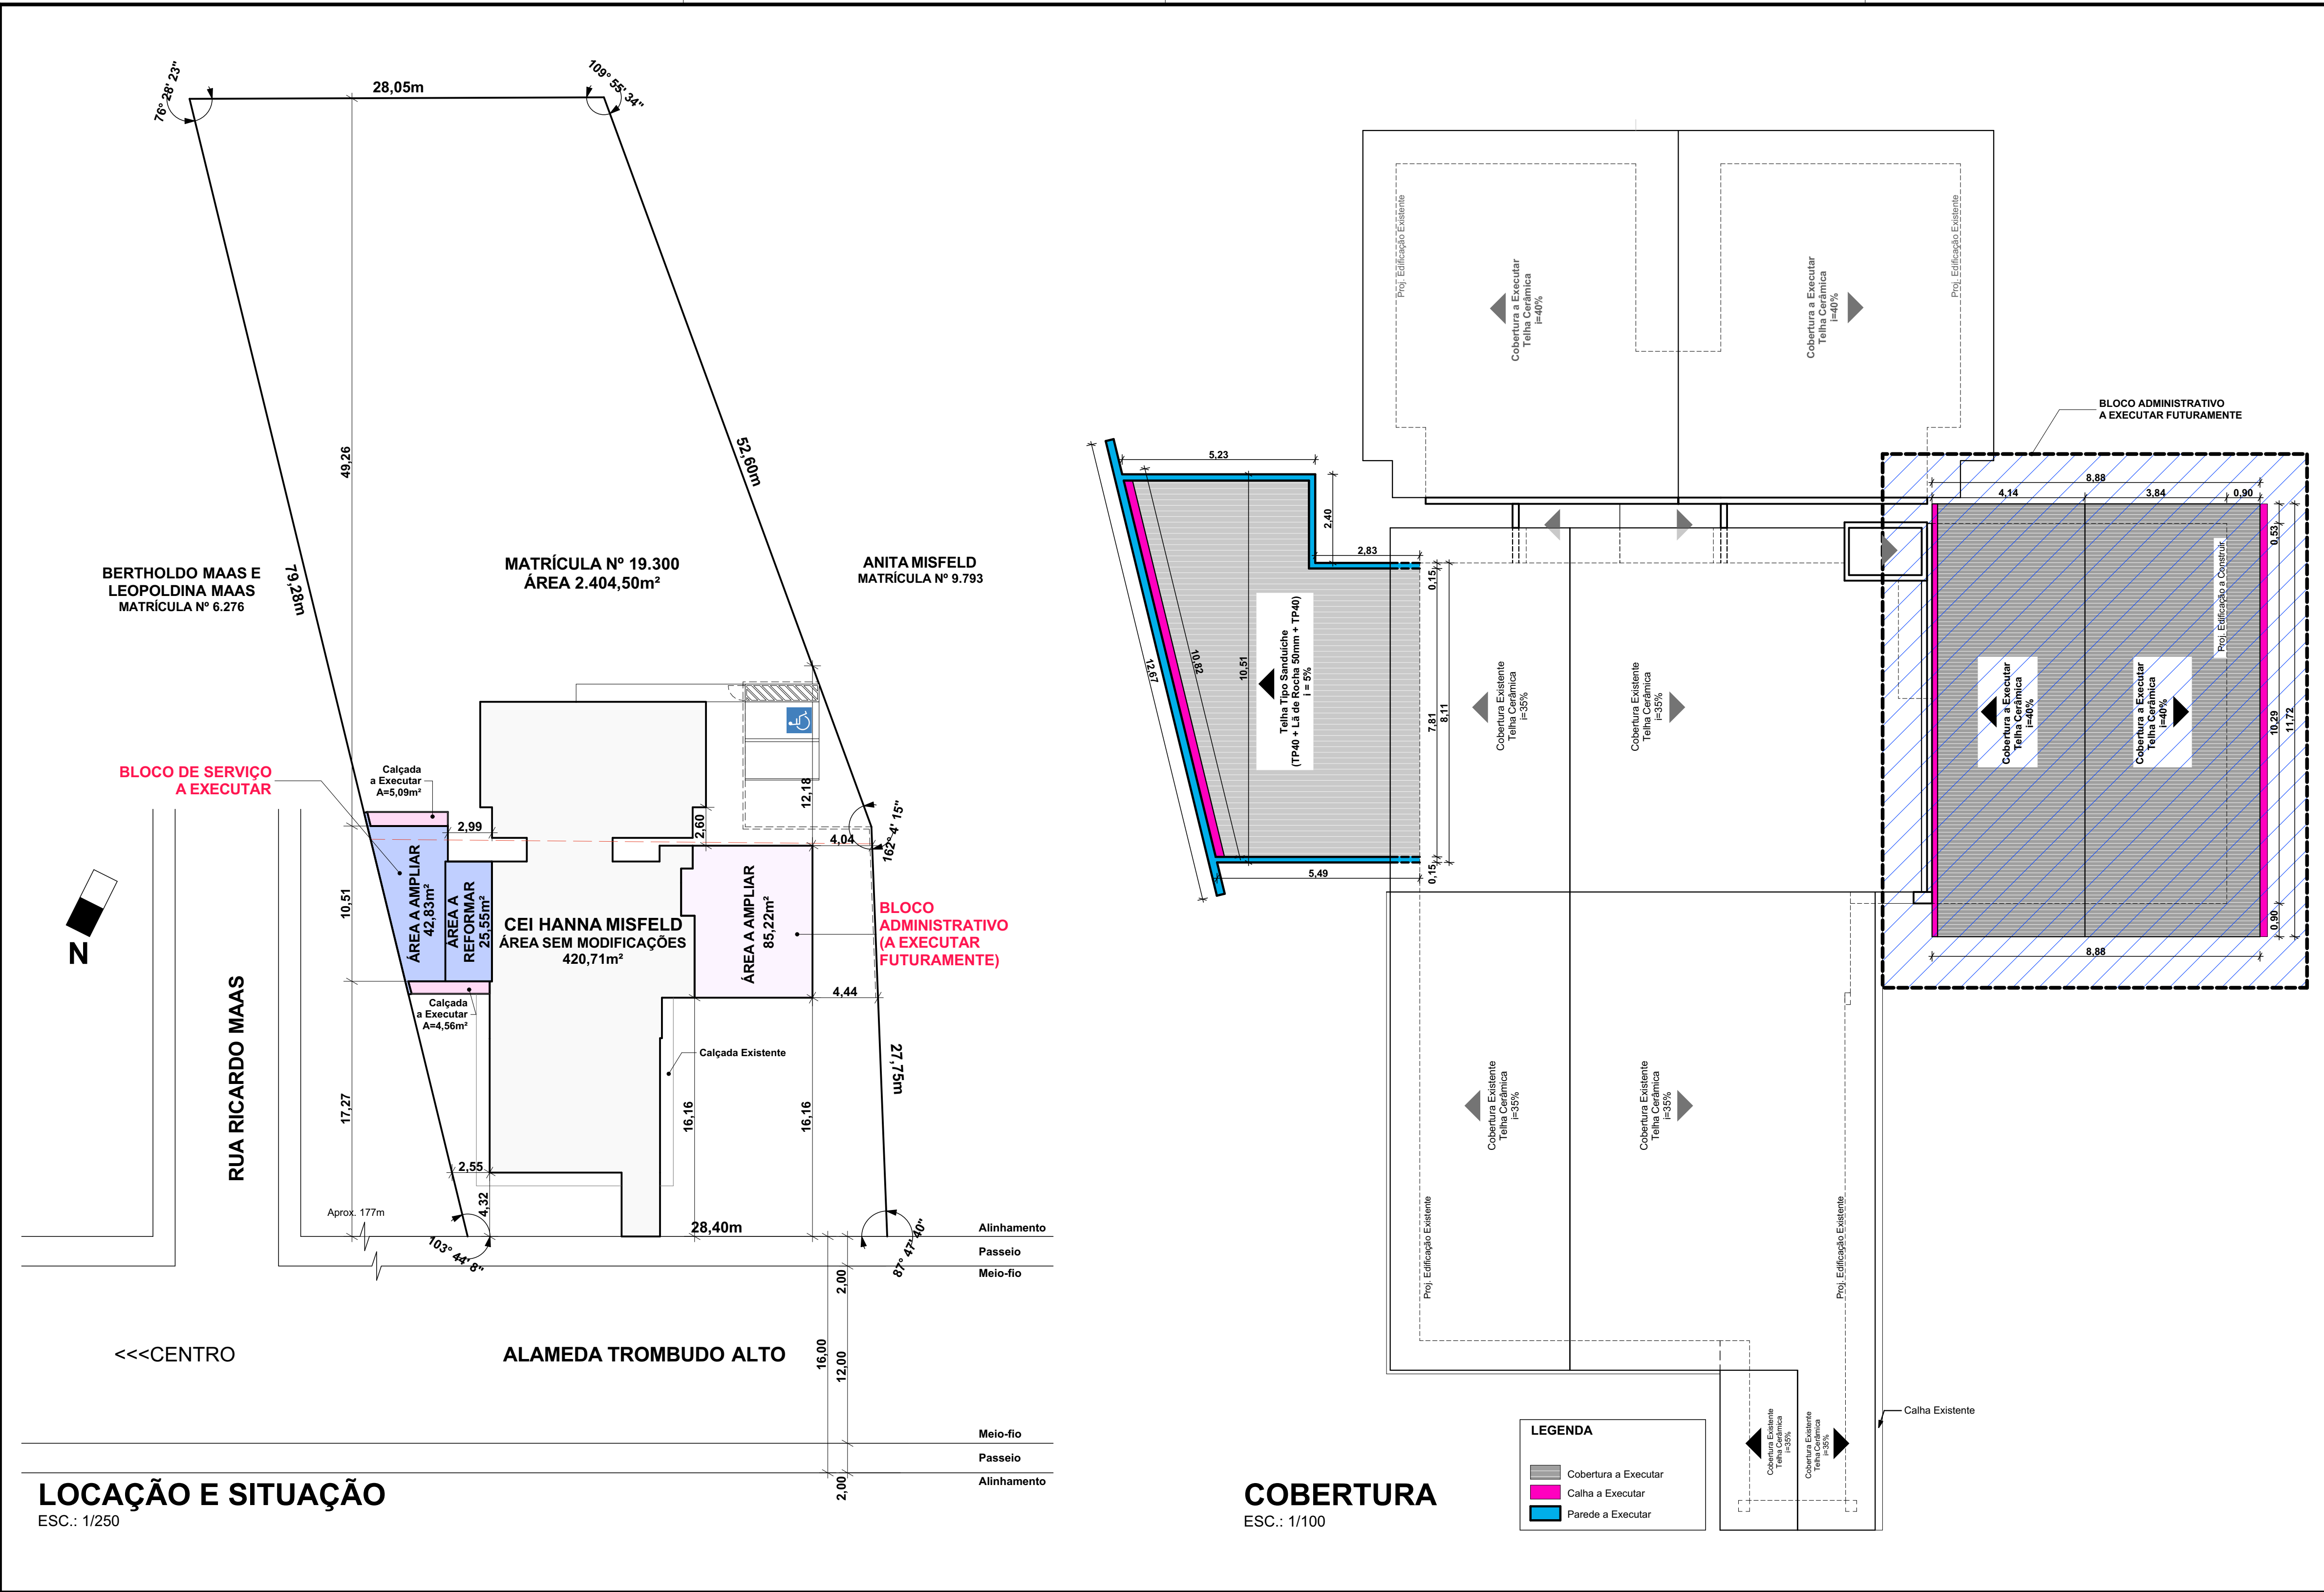 76° 28' 23"
28,05m
109° 55' 34"
49,26
52,60m
79,28m
BERTHOLDO MAAS E
LEOPOLDINA MAAS
MATRÍCULA Nº 6.276
MATRÍCULA Nº 19.300
ÁREA 2.404,50m²
ANITA MISFELD
MATRÍCULA Nº 9.793
BLOCO DE SERVIÇO
A EXECUTAR
Calçada
a Executar
A=5,09m²
2,99
2,60
12,18
4,04
162° 4' 15"
10,51
ÁREA A AMPLIAR
42,83m²
ÁREA A
REFORMAR
25,55m²
CEI HANNA MISFELD
ÁREA SEM MODIFICAÇÕES
420,71m²
ÁREA A AMPLIAR
85,22m²
BLOCO
ADMINISTRATIVO
(A EXECUTAR
FUTURAMENTE)
N
4,44
Calçada
a Executar
A=4,56m²
Calçada Existente
27,75m
RUA RICARDO MAAS
17,27
16,16
16,16
2,55
4,32
Aprox. 177m
103° 44' 8"
28,40m
87° 47' 40"
Alinhamento
Passeio
Meio-fio
2,00
<<<CENTRO
ALAMEDA TROMBUDO ALTO
16,00
12,00
Meio-fio
Passeio
Alinhamento
2,00
LOCAÇÃO E SITUAÇÃO
ESC.: 1/250
Proj. Edificação Existente
Cobertura a Executar
Telha Cerâmica
i=40%
Cobertura a Executar
Telha Cerâmica
i=40%
Proj. Edificação Existente
BLOCO ADMINISTRATIVO
A EXECUTAR FUTURAMENTE
5,23
2,40
2,83
0,15
12,67
10,82
10,51
Telha Tipo Sanduiche
(TP40 + Lã de Rocha 50mm + TP40)
i = 5%
7,81
8,11
5,49
0,15
Cobertura Existente
Telha Cerâmica
i=35%
Cobertura Existente
Telha Cerâmica
i=35%
8,88
4,14
3,84
0,90
0,53
Proj. Edificação a Construir
Cobertura a Executar
Telha Cerâmica
i=40%
Cobertura a Executar
Telha Cerâmica
i=40%
10,29
11,72
0,90
8,88
Cobertura Existente
Telha Cerâmica
i=35%
Cobertura Existente
Telha Cerâmica
i=35%
Proj. Edificação Existente
Proj. Edificação Existente
Cobertura Existente
Telha Cerâmica
i=35%
Cobertura Existente
Telha Cerâmica
i=35%
Calha Existente
LEGENDA
Cobertura a Executar
Calha a Executar
Parede a Executar
COBERTURA
ESC.: 1/100